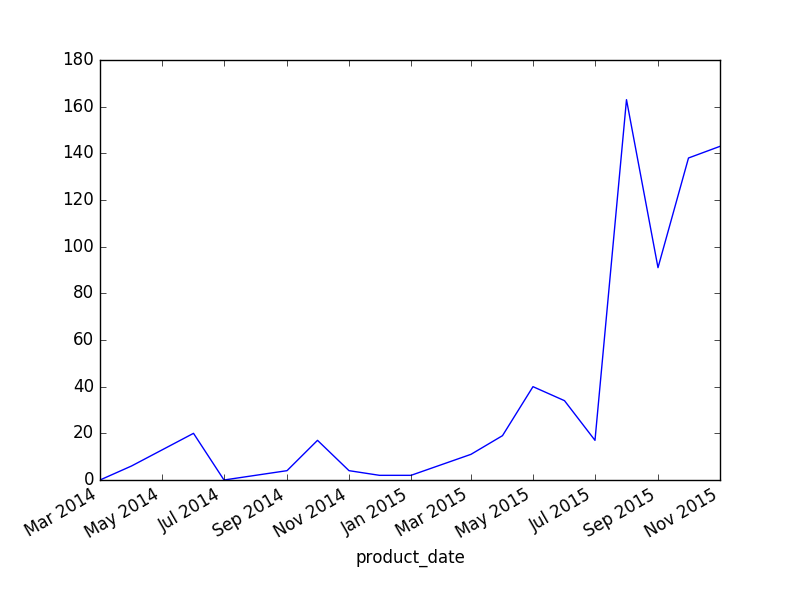 180
160
140
120
100
80
60
40
20
0
Mar 2014
May 2014
Jul 2014
Sep 2014
Nov 2014
Jan 2015
Mar 2015
May 2015
Jul 2015
Sep 2015
Nov 2015
product_date